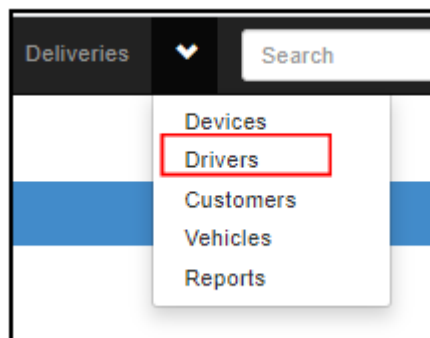 Deliveries Search
Devices
Drivers
Customers
Vehicles
Reports